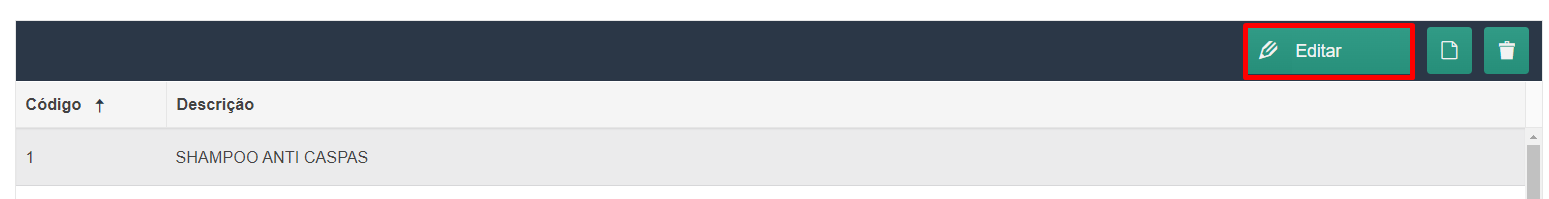 Editar
Código Descrição
1 SHAMPOO ANTI CASPAS